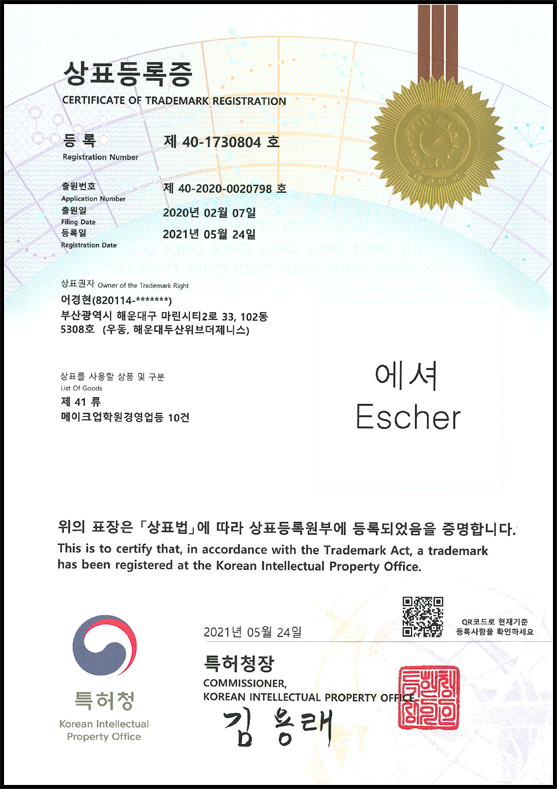 상표등록증
CERTIFICATE OF TRADEMARK REGISTRATION
등 록 제 40-1730804 호
Registration Number
출원번호 제 40-2020-0020798 호
Application Number
출원일 2020년 02월 07일
Filing Date
등록일 2021년 05월 24일
Registration Date
KIPO KIPO KIPO KIPO KIPO
상표권자 Owner of the Trademark Right
어경현(820114-*******)
부산광역시 해운대구 마린시티2로 33, 102동
5308호 (우동, 해운대두산위브더제니스)
상표를 사용할 상품 및 구분
List Of Goods
제 41 류
메이크업학원경영업등 10건
에셔
Escher
위의 표장은 「상표법」에 따라 상표등록원부에 등록되었음을 증명합니다.
This is to certify that, in accordance with the Trademark Act, a trademark
has been registered at the Korean Intellectual Property Office.
QR코드로 현재기준
등록사항을 확인하세요
2021년 05월 24일
특허청장
COMMISSIONER,
KOREAN INTELLECTUAL PROPERTY OFFICE
김용래
특허청
Korean Intellectual
Property Office